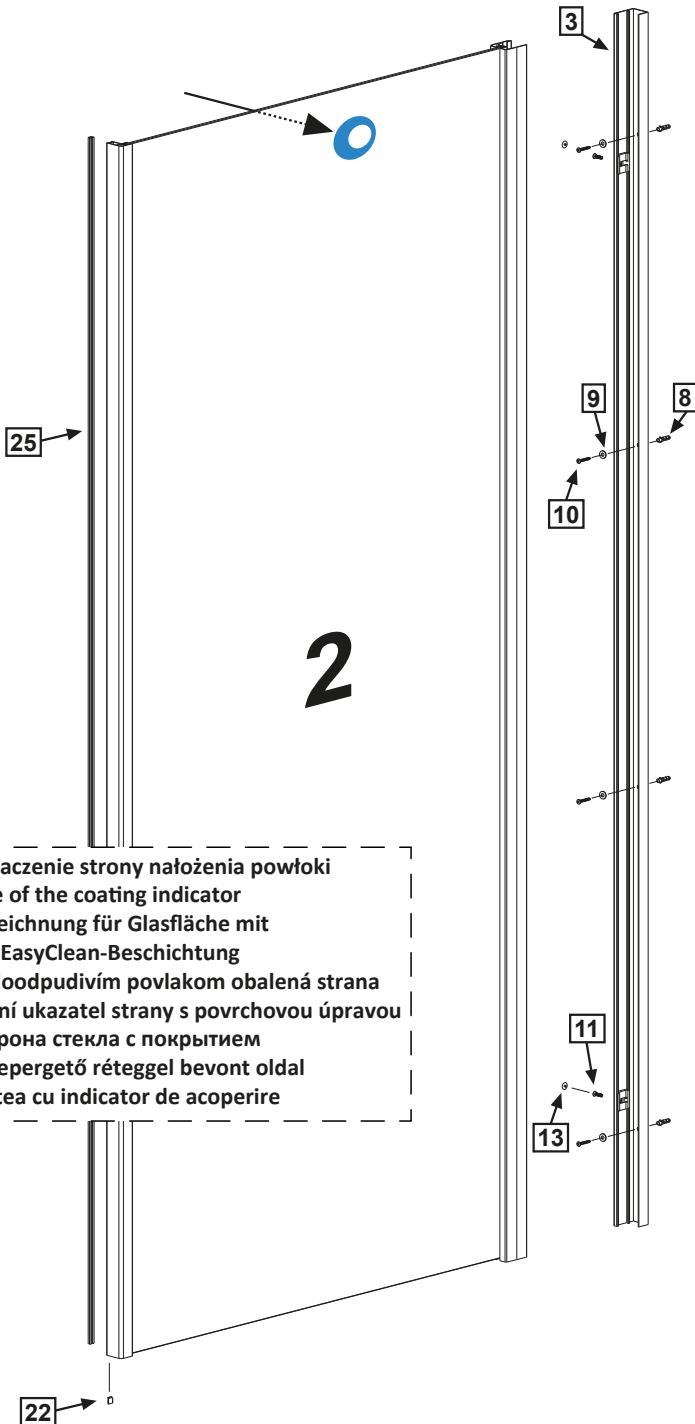 3
9
8
25
10
2
aczenie strony nałożenia powłoki
e of the coating indicator
eichnung für Glasfläche mit
EasyClean-Beschichtung
oodpudivím povlakom obalená strana
ní ukazatel strany s povrchovou úpravou
рона стекла с покрытием
epergető réteggel bevont oldal
tea cu indicator de acoperire
11
13
22